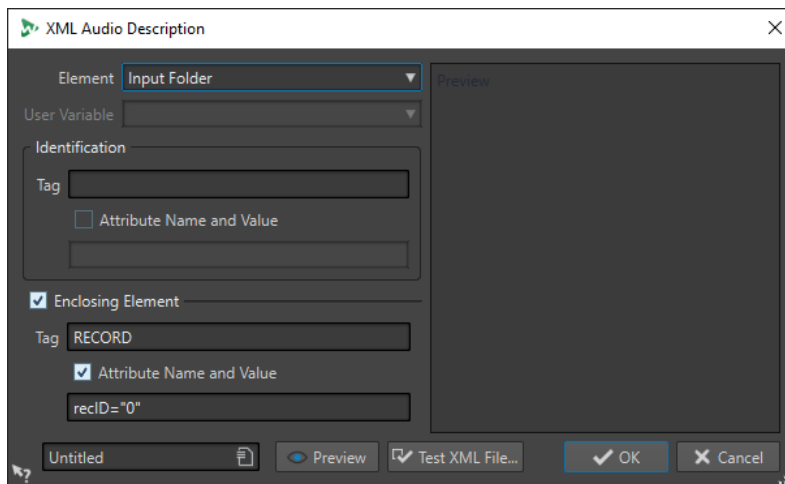 XML Audio Description
Element Input Folder
Preview
User Variable
Identification
Tag
Attribute Name and Value
Enclosing Element
Tag RECORD
Attribute Name and Value
recID="0"
Untitled Preview Test XML File... OK Cancel